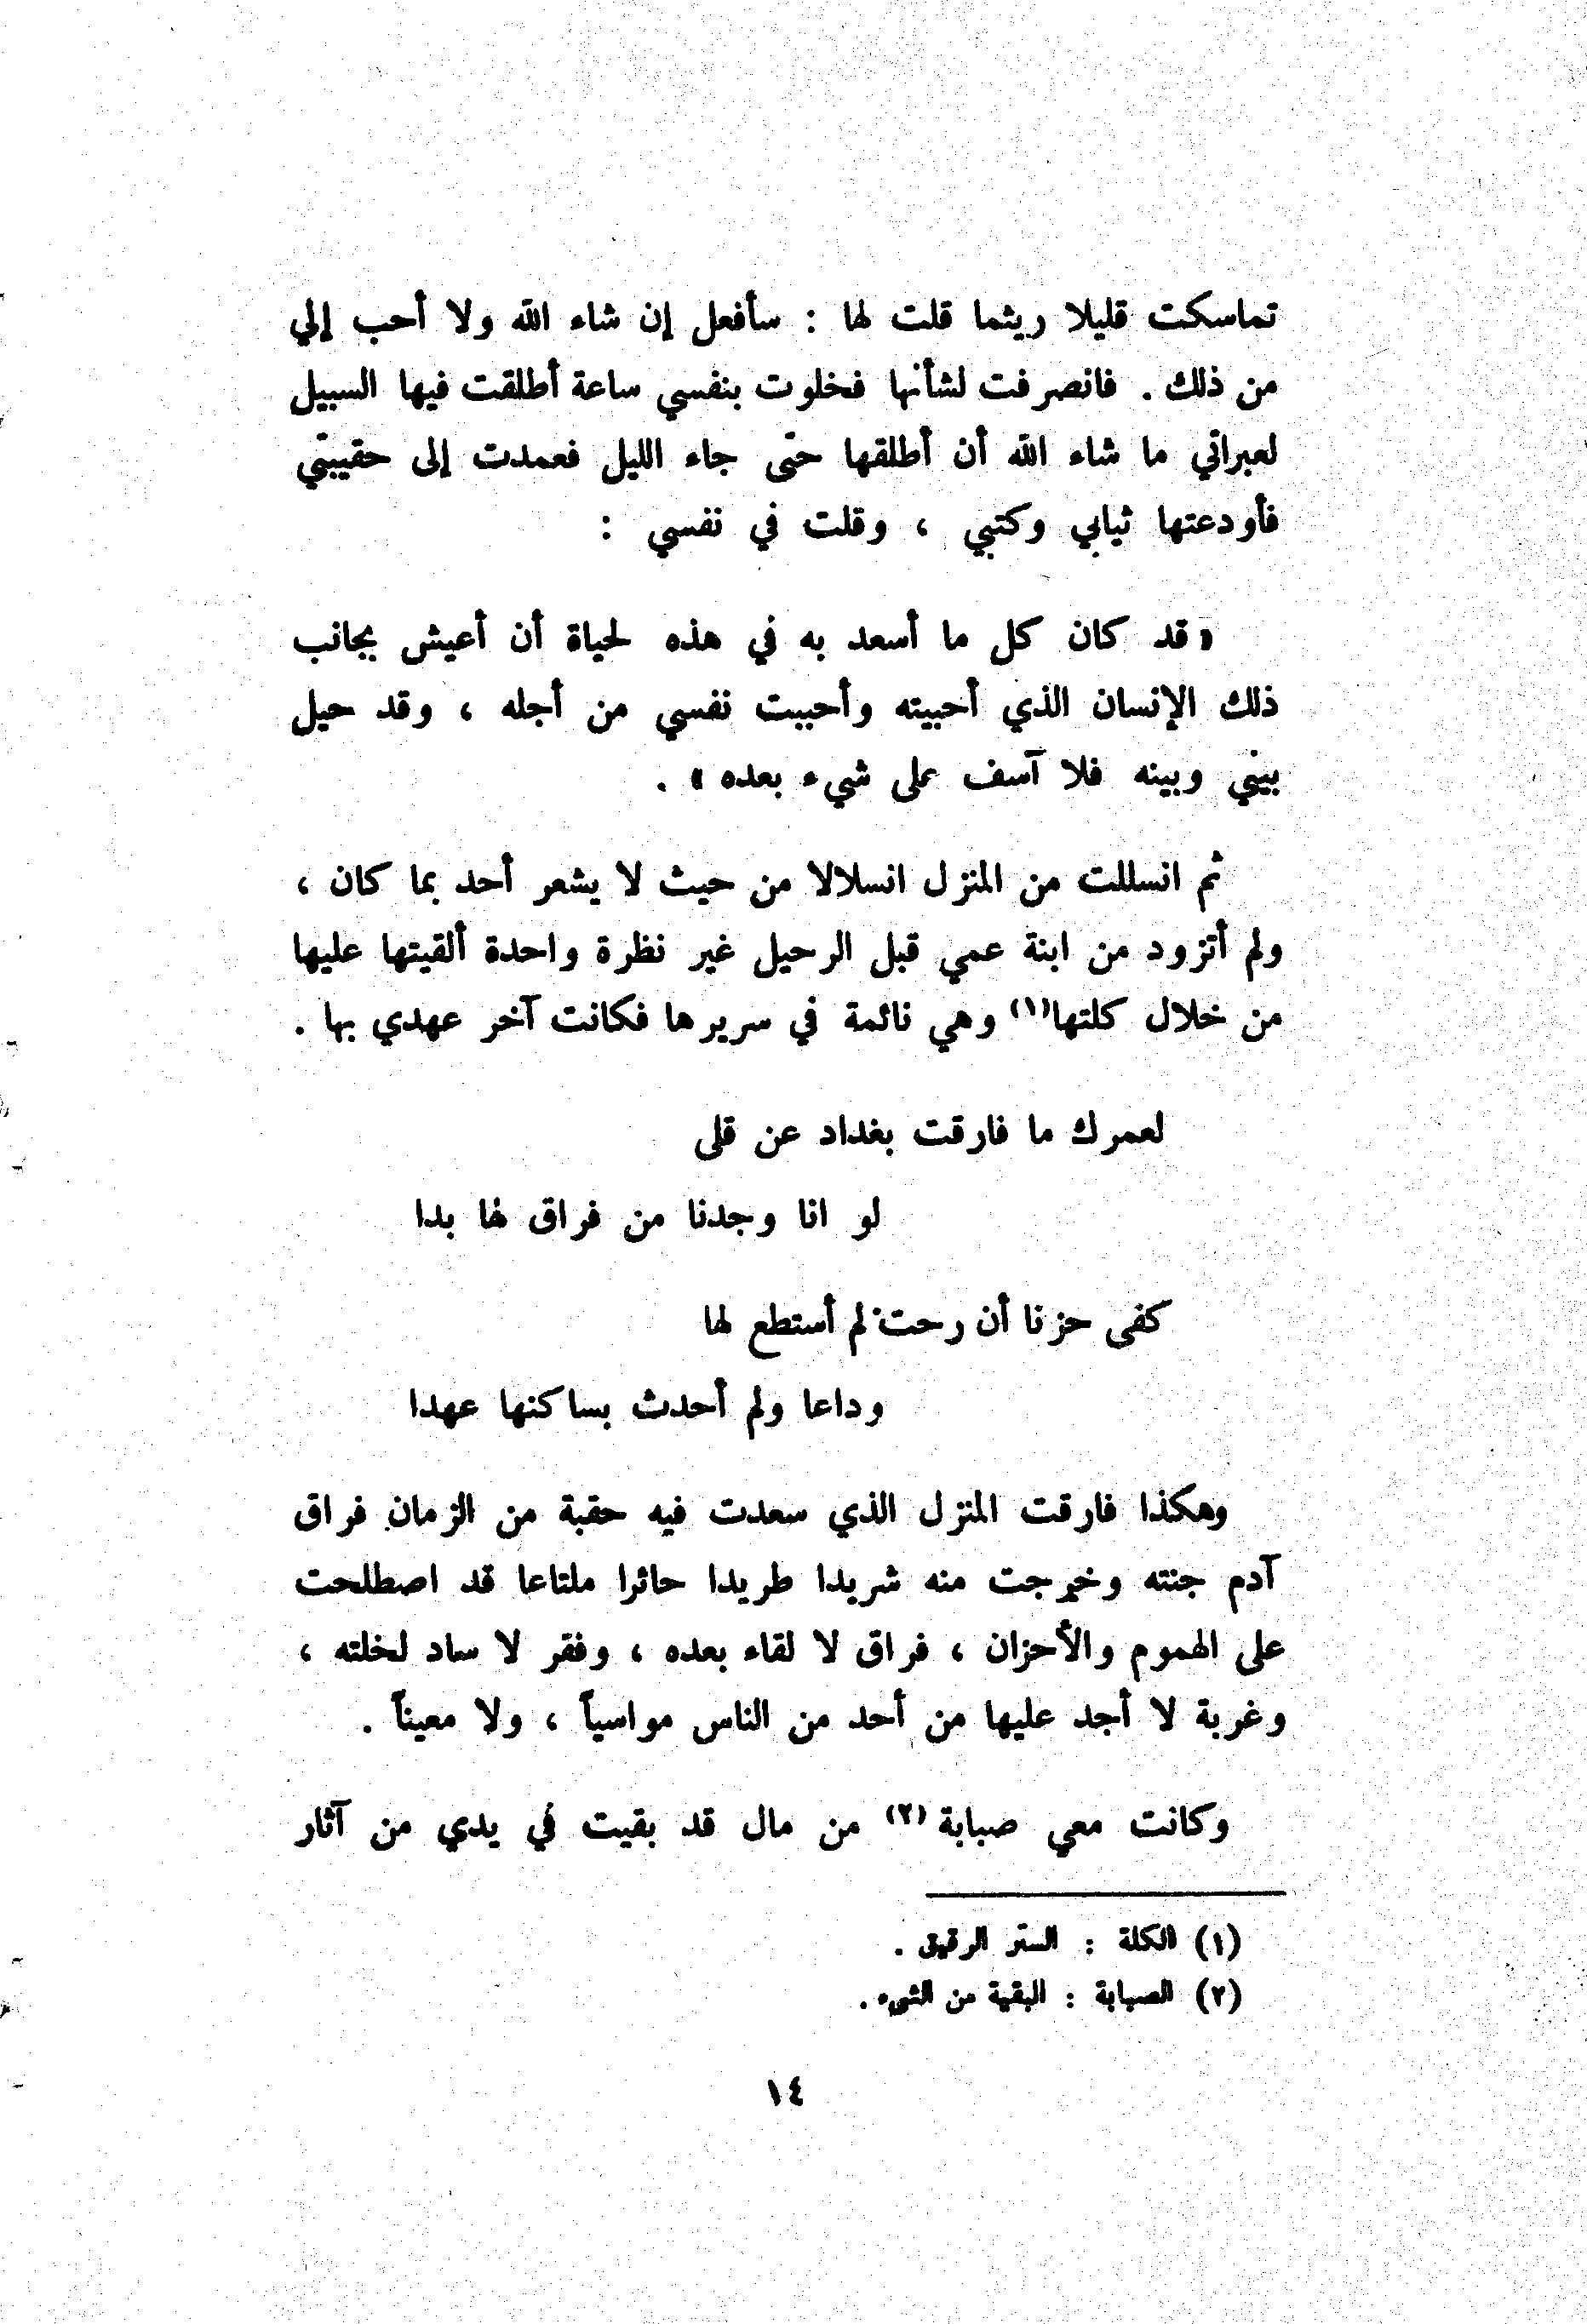 تماسكت قليلا ريثما قلت لها : سأفعل إن شاء الله ولا أحب إلي
من ذلك . فانصرفت لشأنها فخلوت بنفسي ساعة أطلقت فيها السبيل
لعبراتي ما شاء الله أن أطلقها حتى جاء الليل فعمدت إلى حقيبتي
فأودعتها ثيابي وكتبي ، وقلت في نفسي :
« قد كان كل ما أسعد به في هذه لحياة أن أعيش بجانب
ذلك الإنسان الذي أحببته وأحببت نفسي من أجله ، وقد حيل
بيني وبينه فلا آسف على شيء بعده » .
ثم انسللت من المنزل انسلالا من حيث لا يشعر أحد بما كان ،
ولم أتزود من ابنة عمي قبل الرحيل غير نظرة واحدة ألقيتها عليها
من خلال كلتها(١) وهي نائمة في سريرها فكانت آخر عهدي بها .
لعمرك ما فارقت بغداد عن قلى
لو انا وجدنا من فراق لها بدا
كفى حزنا أن رحت لم أستطع لها
وداعا ولم أحدث بساكنها عهدا
وهكذا فارقت المنزل الذي سعدت فيه حقبة من الزمان فراق
آدم جنته وخرجت منه شريدا طريدا حائرا ملتاعا قد اصطلحت
على الهموم والأحزان ، فراق لا لقاء بعده ، وفقر لا ساد لخلته ،
وغربة لا أجد عليها من أحد من الناس مواسياً ، ولا معيناً .
وكانت معي صبابة(٢) من مال قد بقيت في يدي من آثار
(١) الكلة : الستر الرقيق .
(٢) الصبابة : البقية من الشيء .
١٤